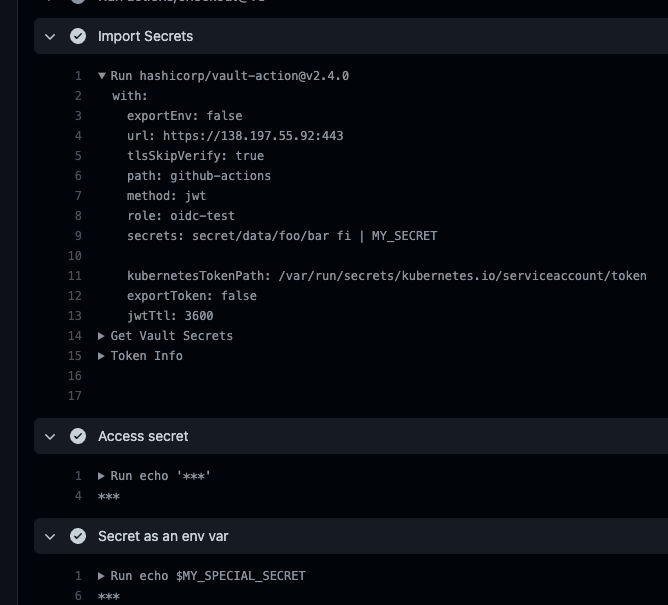 Import Secrets
1 Run hashicorp/vault-action@v2.4.0
2 with:
3 exportEnv: false
4 url: https://138.197.55.92:443
5 tlsSkipVerify: true
6 path: github-actions
7 method: jwt
8 role: oidc-test
9 secrets: secret/data/foo/bar fi | MY_SECRET
10
11 kubernetesTokenPath: /var/run/secrets/kubernetes.io/serviceaccount/token
12 exportToken: false
13 jwtTtl: 3600
14 Get Vault Secrets
15 Token Info
16
17
Access secret
1 Run echo '***'
4 ***
Secret as an env var
1 Run echo $MY_SPECIAL_SECRET
6 ***